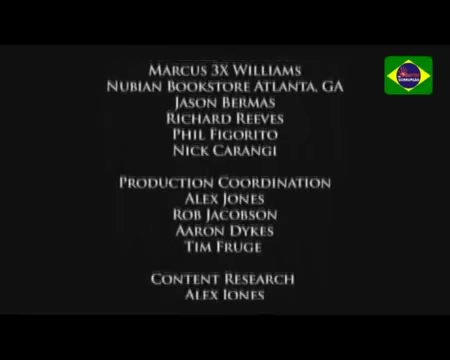 Marcus 3X Williams
Nubian Bookstore Atlanta, GA
Jason Bermas
Richard Reeves
Phil Figorito
Nick Carangi
Production Coordination
Alex Jones
Rob Jacobson
Aaron Dykes
Tim Fruge
Content Research
Alex Jones